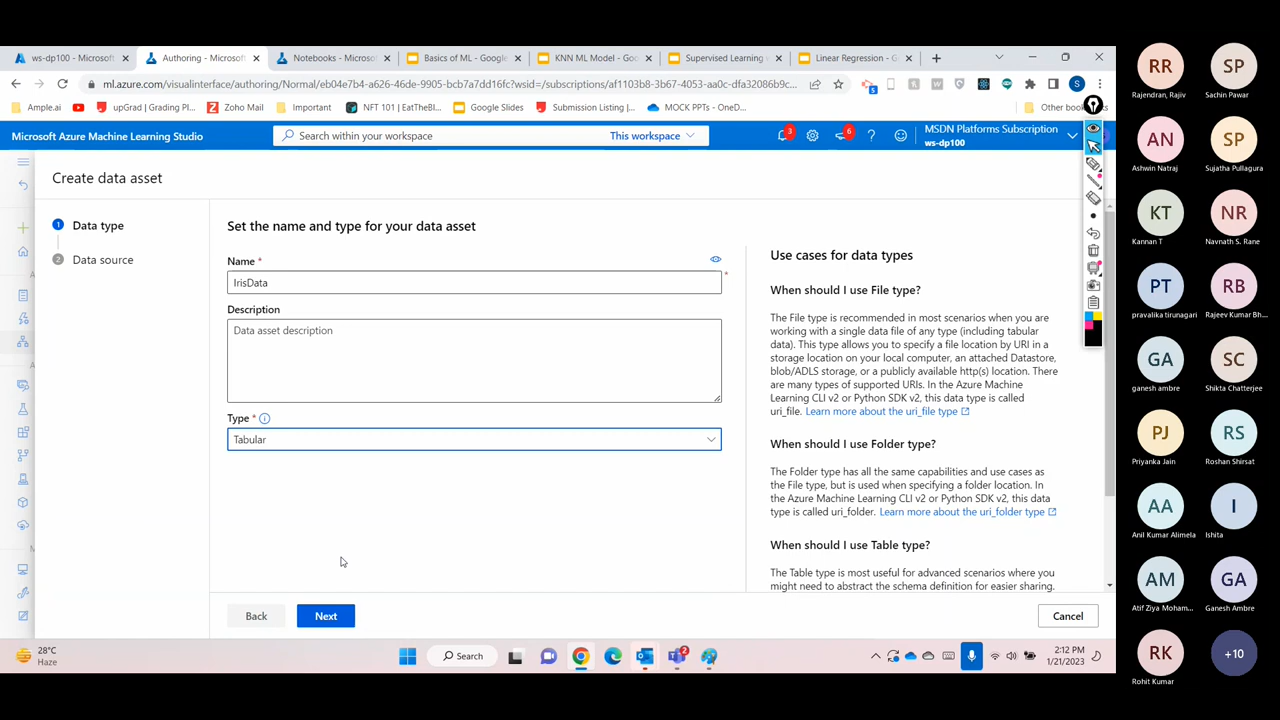 ws-dp100 - Microsoft
Authoring - Microsof
Notebooks - Microsof
Basics of ML - Google
KNN ML Model - Goo
Supervised Learning
Linear Regression - G
ml.azure.com/visualinterface/authoring/Normal/eb04e7b4-a626-46de-9905-bcb7a7dd16fc?wsid=/subscriptions/af1103b8-3b67-4053-aa0c-dfa32086b9c...
Ample.ai
upGrad | Grading Pl...
Zoho Mail
Important
NFT 101 | EatTheBl...
Google Slides
Submission Listing |...
MOCK PPTs – OneD...
Other bookmarks
Microsoft Azure Machine Learning Studio
Search within your workspace
This workspace
3
6
MSDN Platforms Subscription
ws-dp100
Create data asset
1 Data type
2 Data source
Set the name and type for your data asset
Name *
IrisData
Description
Data asset description
Type *
Tabular
Use cases for data types
When should I use File type?
The File type is recommended in most scenarios when you are
working with a single data file of any type (including tabular
data). This type allows you to specify a file location by URI in a
storage location on your local computer, an attached Datastore,
blob/ADLS storage, or a publicly available http(s) location. There
are many types of supported URIs. In the Azure Machine
Learning CLI v2 or Python SDK v2, this data type is called
uri_file. Learn more about the uri_file type
When should I use Folder type?
The Folder type has all the same capabilities and use cases as
the File type, but is used when specifying a folder location. In
the Azure Machine Learning CLI v2 or Python SDK v2, this data
type is called uri_folder. Learn more about the uri_folder type
When should I use Table type?
The Table type is most useful for advanced scenarios where you
might need to abstract the schema definition for easier sharing.
Back
Next
Cancel
28°C
Haze
Search
2:12 PM
1/21/2023
RR
Rajendran, Rajiv
SP
Sachin Pawar
AN
Ashwin Natraj
SP
Sujatha Pullagura
KT
Kannan T
NR
Navnath S. Rane
PT
pravalika tirunagari
RB
Rajeev Kumar Bh...
GA
ganesh ambre
SC
Shikta Chatterjee
PJ
Priyanka Jain
RS
Roshan Shirsat
AA
Anil Kumar Alimela
I
Ishita
AM
Atif Ziya Moham...
GA
Ganesh Ambre
RK
Rohit Kumar
+10